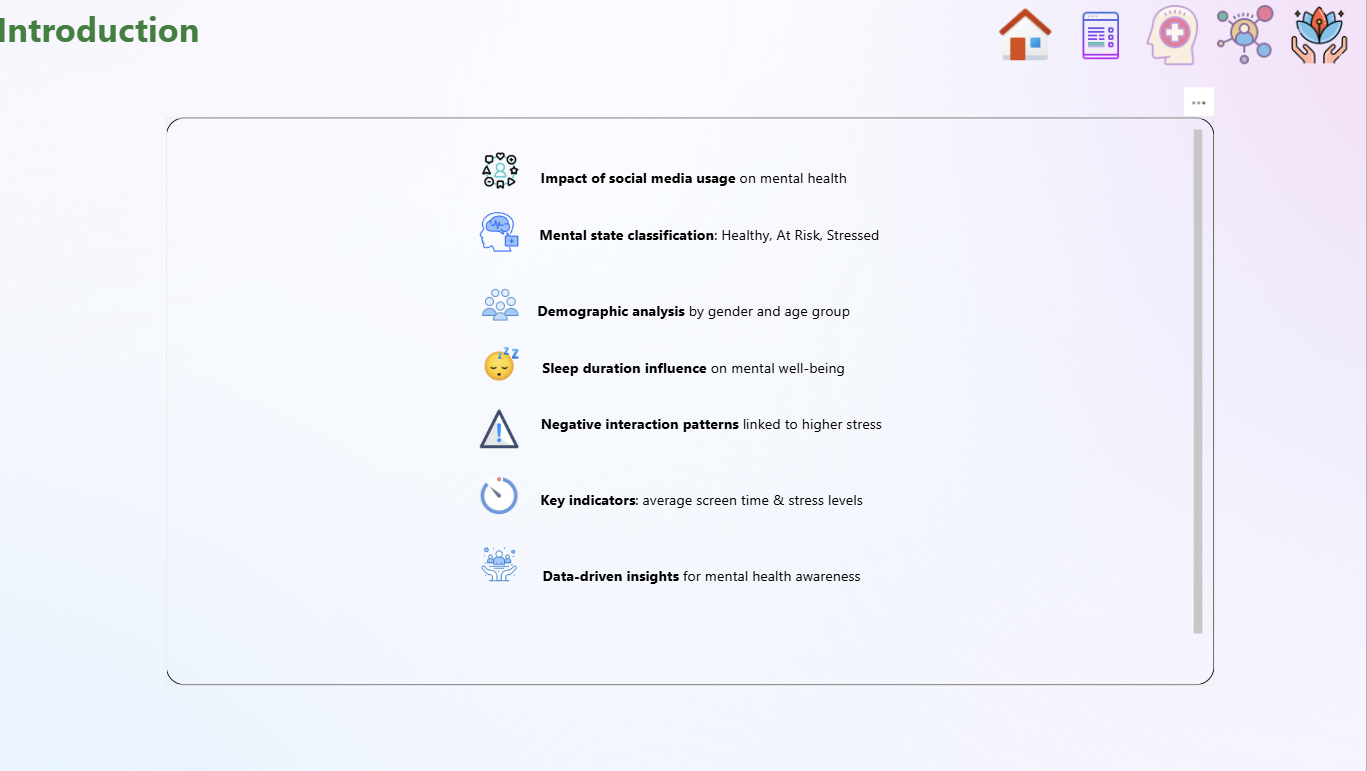 Introduction
Impact of social media usage on mental health
Mental state classification: Healthy, At Risk, Stressed
Demographic analysis by gender and age group
Sleep duration influence on mental well-being
Negative interaction patterns linked to higher stress
Key indicators: average screen time & stress levels
Data-driven insights for mental health awareness